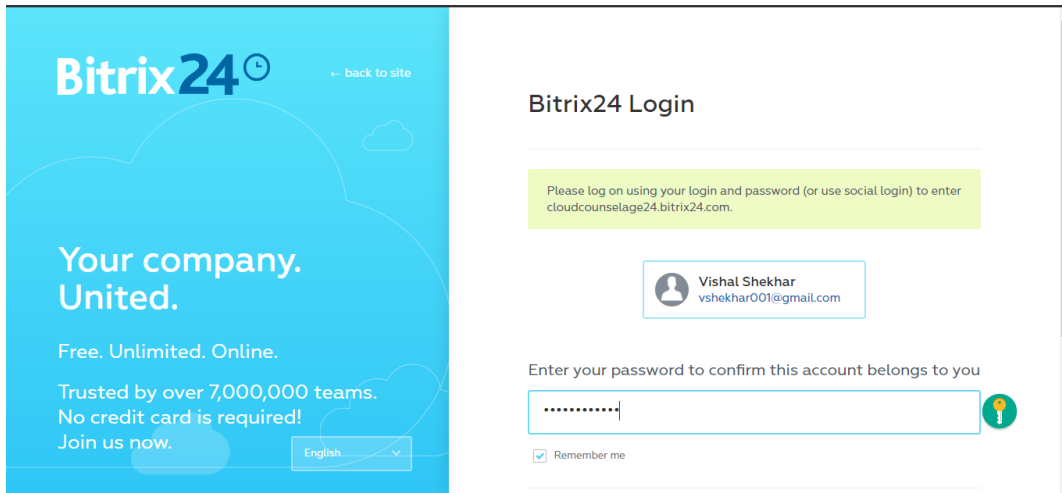 Bitrix24
← back to site
Your company.
United.
Free. Unlimited. Online.
Trusted by over 7,000,000 teams.
No credit card is required!
Join us now.
English
Bitrix24 Login
Please log on using your login and password (or use social login) to enter
cloudcounselage24.bitrix24.com.
Vishal Shekhar
vshekhar001@gmail.com
Enter your password to confirm this account belongs to you
••••••••••••
Remember me